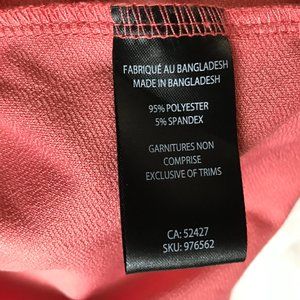 FABRIQUÉ AU BANGLADESH
MADE IN BANGLADESH
95% POLYESTER
5% SPANDEX
GARNITURES NON
COMPRISE
EXCLUSIVE OF TRIMS
CA: 52427
SKU: 976562